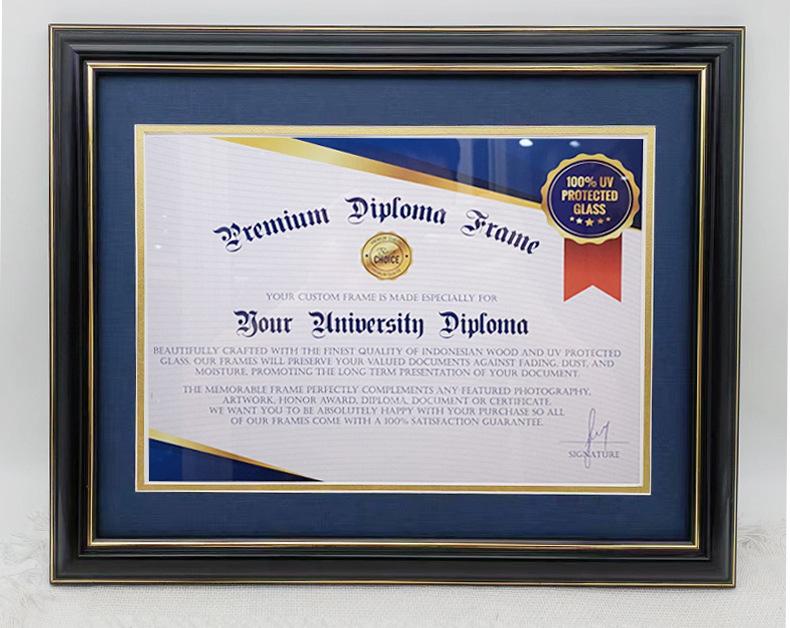 100% UV
PROTECTED
GLASS
Premium Diploma Frame
CHOICE
YOUR CUSTOM FRAME IS MADE ESPECIALLY FOR
Your University Diploma
BEAUTIFULLY CRAFTED WITH THE FINEST QUALITY OF INDONESIAN WOOD AND UV PROTECTED
GLASS. OUR FRAMES WILL PRESERVE YOUR VALUED DOCUMENTS AGAINST FADING, DUST, AND
MOISTURE, PROMOTING THE LONG TERM PRESENTATION OF YOUR DOCUMENT.
THE MEMORABLE FRAME PERFECTLY COMPLEMENTS ANY FEATURED PHOTOGRAPHY,
ARTWORK, HONOR AWARD, DIPLOMA, DOCUMENT OR CERTIFICATE.
WE WANT YOU TO BE ABSOLUTELY HAPPY WITH YOUR PURCHASE SO ALL
OF OUR FRAMES COME WITH A 100% SATISFACTION GUARANTEE.
SIGNATURE